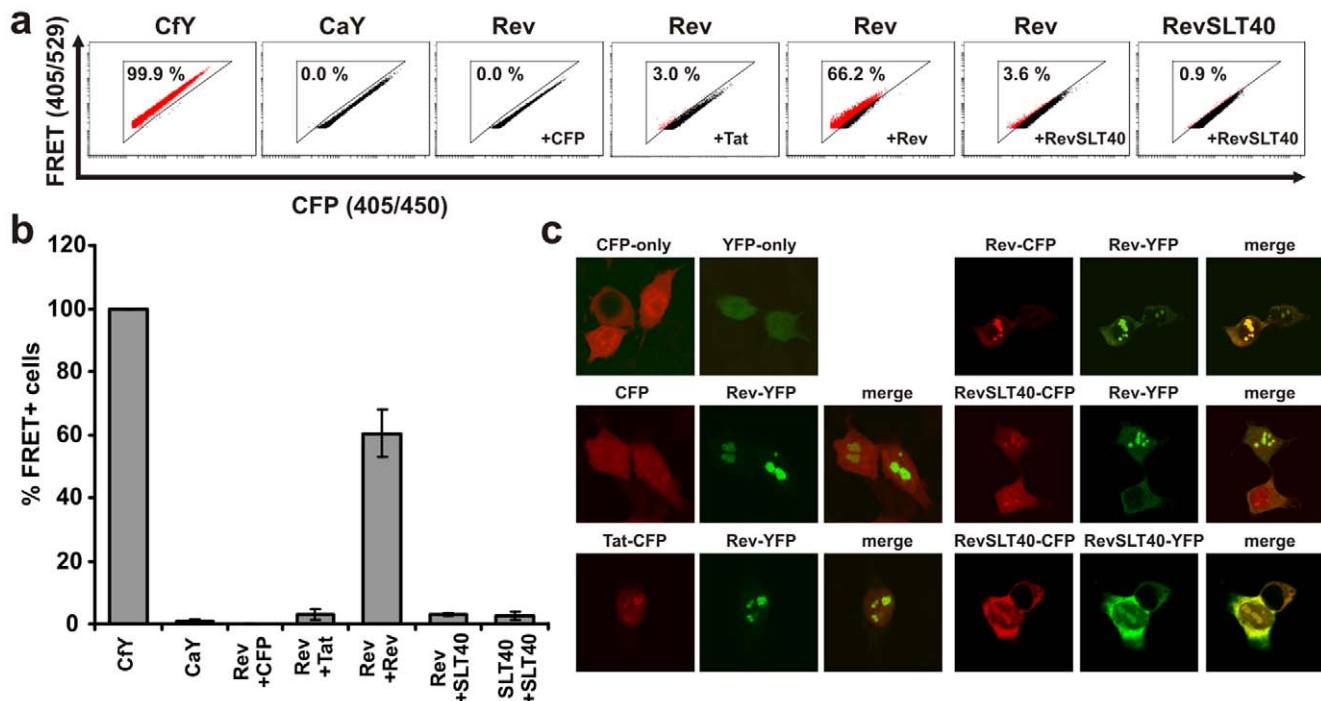 a
CfY CaY Rev Rev Rev Rev RevSLT40
99.9 % 0.0 % 0.0 % 3.0 % 66.2 % 3.6 % 0.9 %
+CFP +Tat +Rev +RevSLT40 +RevSLT40
FRET (405/529)
CFP (405/450)
b
% FRET+ cells
120
100
80
60
40
20
0
CfY
CaY
Rev
+CFP
Rev
+Tat
Rev
+Rev
Rev
+SLT40
SLT40
+SLT40
c
CFP-only YFP-only Rev-CFP Rev-YFP merge
CFP Rev-YFP merge RevSLT40-CFP Rev-YFP merge
Tat-CFP Rev-YFP merge RevSLT40-CFP RevSLT40-YFP merge